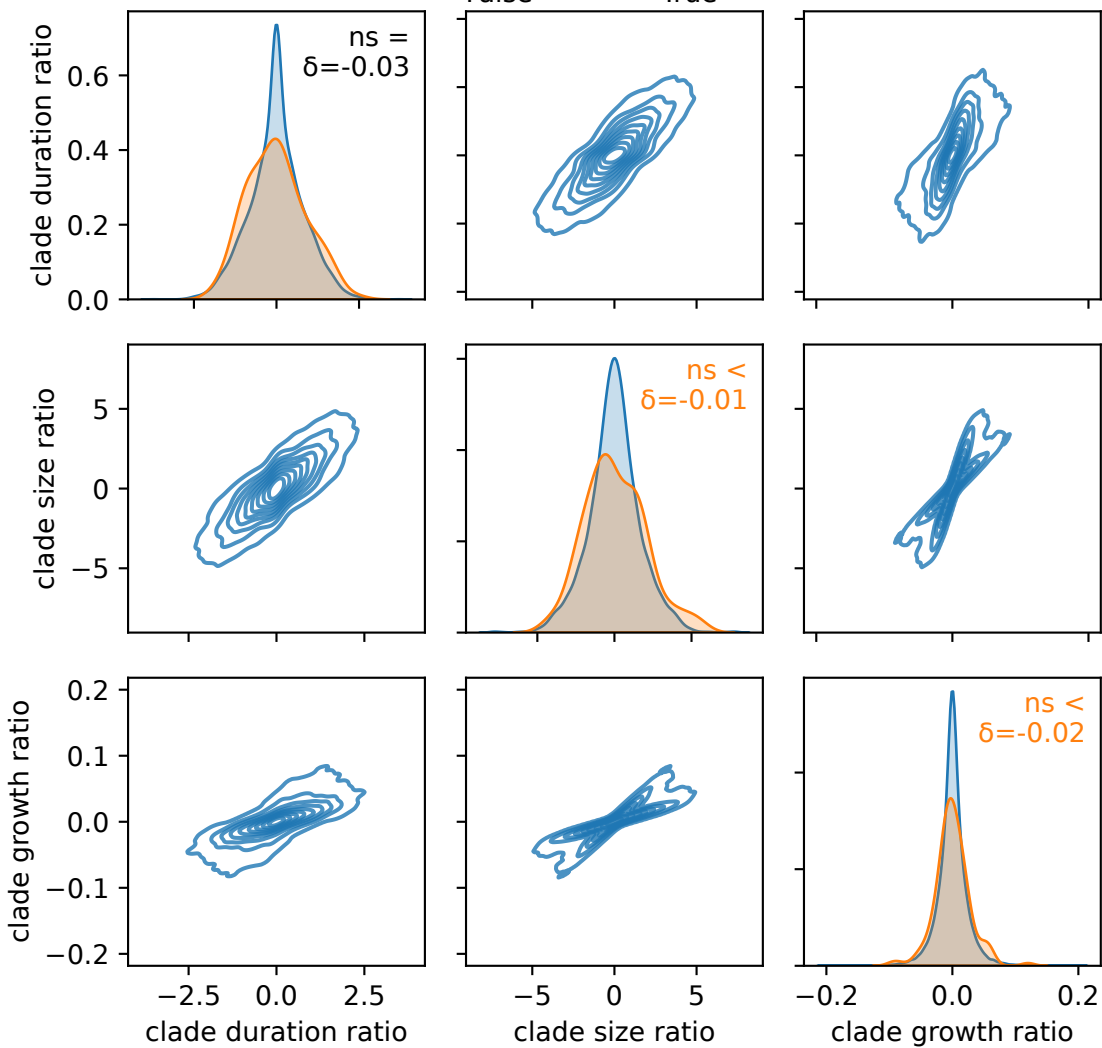 ns =
δ=-0.03
clade duration ratio
0.6
0.4
0.2
0.0
ns <
δ=-0.01
clade size ratio
5
0
−5
ns <
δ=-0.02
clade growth ratio
0.2
0.1
0.0
−0.1
−0.2
−2.5 0.0 2.5
−5 0 5
−0.2 0.0 0.2
clade duration ratio
clade size ratio
clade growth ratio